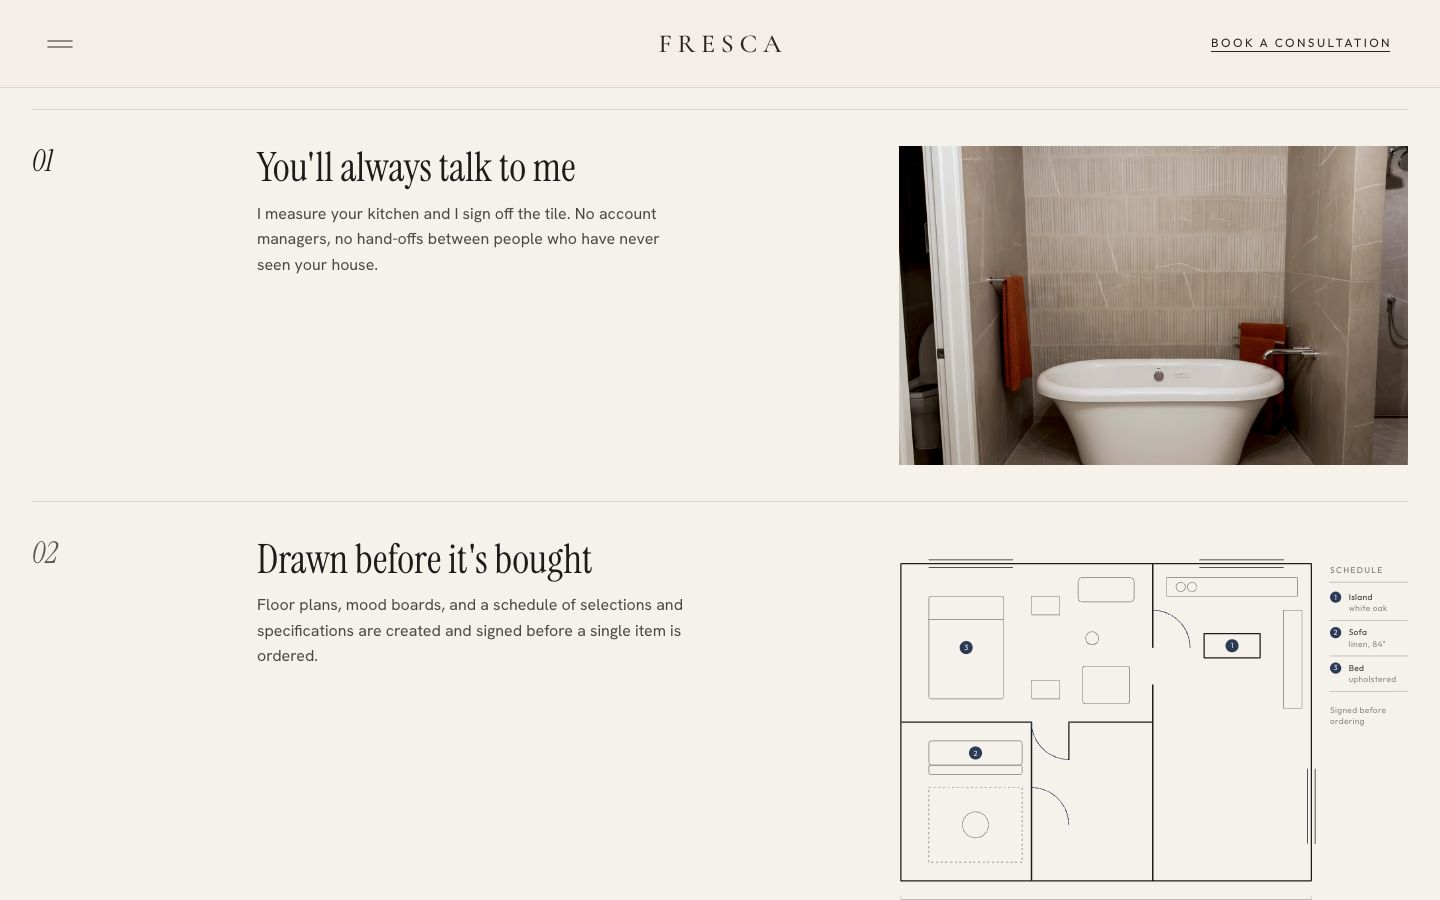 FRESCA
BOOK A CONSULTATION
01
You'll always talk to me
I measure your kitchen and I sign off the tile. No account
managers, no hand-offs between people who have never
seen your house.
02
Drawn before it's bought
Floor plans, mood boards, and a schedule of selections and
specifications are created and signed before a single item is
ordered.
3
1
2
SCHEDULE
1 Island
white oak
2 Sofa
linen, 84"
3 Bed
upholstered
Signed before
ordering